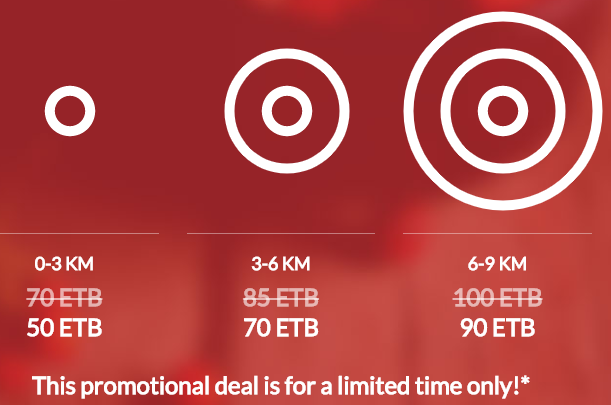 0-3 KM 3-6 KM 6-9 KM
70 ETB 85 ETB 100 ETB
50 ETB 70 ETB 90 ETB
This promotional deal is for a limited time only!*